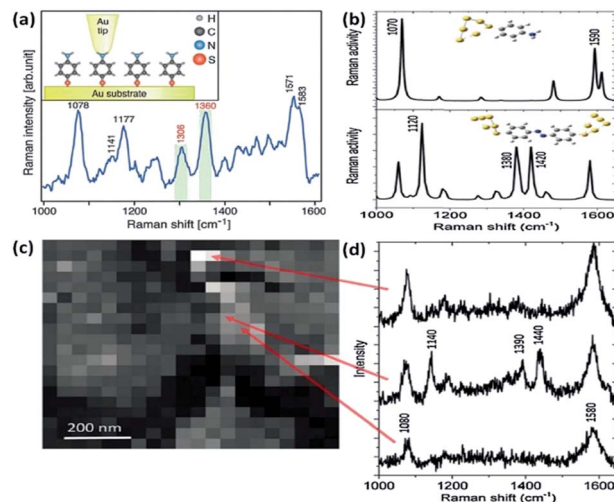 (a)
Au
tip
H
C
N
S
Au substrate
Raman intensity [arb.unit]
1078
1141
1177
1306
1360
1571
1583
1000 1200 1400 1600
Raman shift [cm⁻¹]
(b)
Raman activity
1070
1590
Raman activity
1120
1380
1420
1000 1200 1400 1600
Raman shift (cm⁻¹)
(c)
200 nm
(d)
Intensity
1140
1390
1440
1080
1580
1000 1200 1400 1600
Raman shift (cm⁻¹)